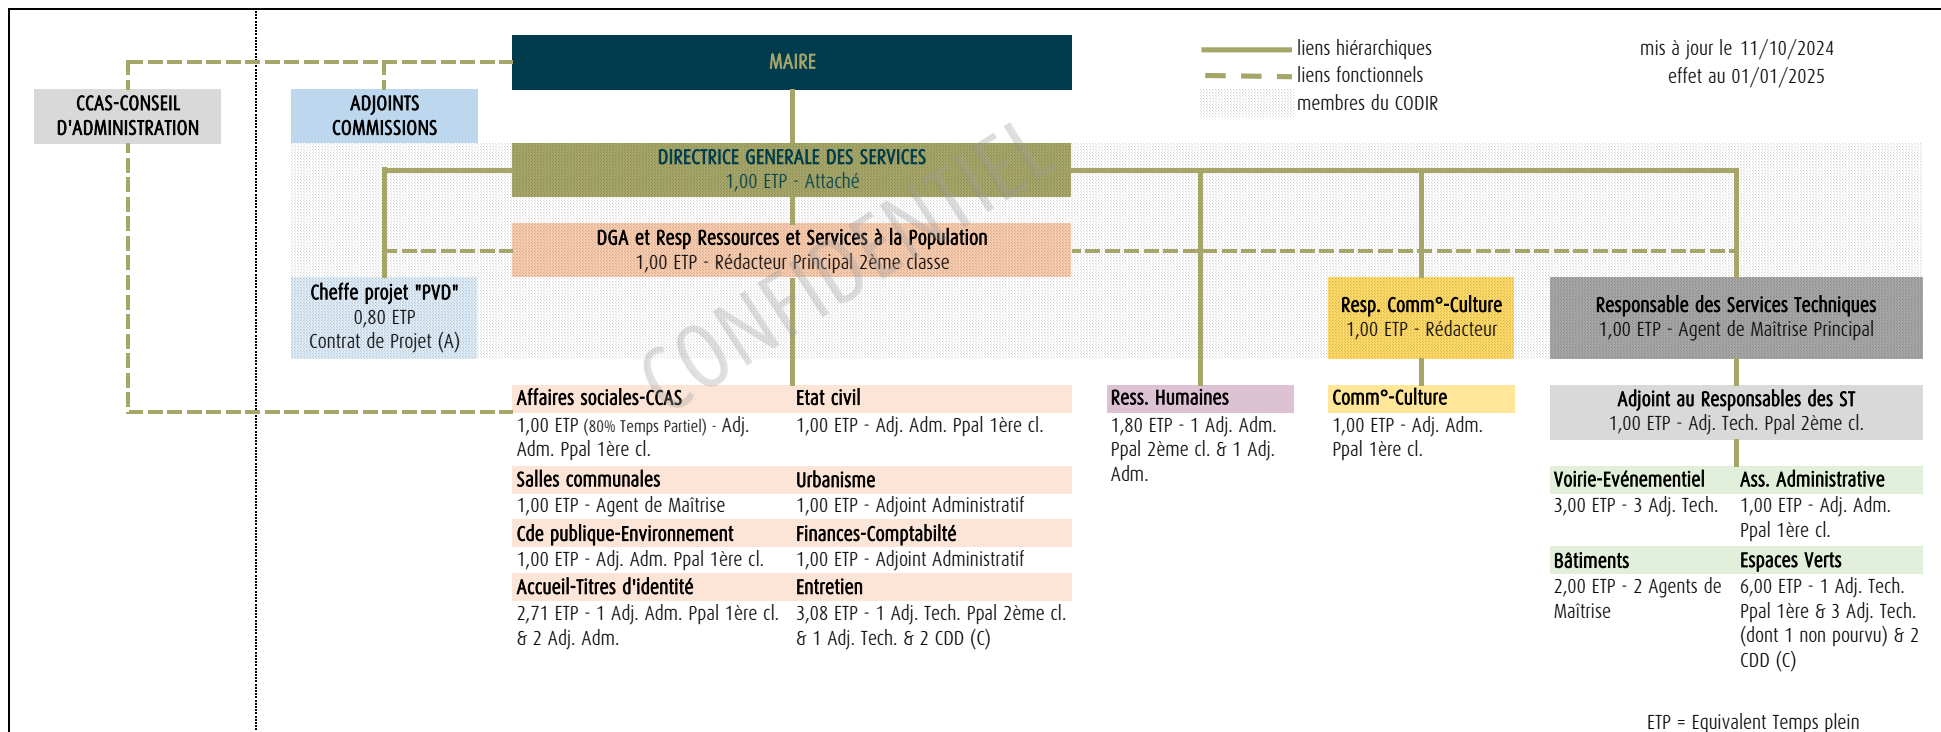 MAIRE
liens hiérarchiques
liens fonctionnels
membres du CODIR
mis à jour le 11/10/2024
effet au 01/01/2025
CCAS-CONSEIL
D'ADMINISTRATION
ADJOINTS
COMMISSIONS
DIRECTRICE GENERALE DES SERVICES
1,00 ETP - Attaché
DGA et Resp Ressources et Services à la Population
1,00 ETP - Rédacteur Principal 2ème classe
Cheffe projet "PVD"
0,80 ETP
Contrat de Projet (A)
Resp. Comm°-Culture
1,00 ETP - Rédacteur
Responsable des Services Techniques
1,00 ETP - Agent de Maîtrise Principal
CONFIDENTIEL
Affaires sociales-CCAS
1,00 ETP (80% Temps Partiel) - Adj.
Adm. Ppal 1ère cl.
Etat civil
1,00 ETP - Adj. Adm. Ppal 1ère cl.
Salles communales
1,00 ETP - Agent de Maîtrise
Urbanisme
1,00 ETP - Adjoint Administratif
Cde publique-Environnement
1,00 ETP - Adj. Adm. Ppal 1ère cl.
Finances-Comptabilté
1,00 ETP - Adjoint Administratif
Accueil-Titres d'identité
2,71 ETP - 1 Adj. Adm. Ppal 1ère cl.
& 2 Adj. Adm.
Entretien
3,08 ETP - 1 Adj. Tech. Ppal 2ème cl.
& 1 Adj. Tech. & 2 CDD (C)
Ress. Humaines
1,80 ETP - 1 Adj. Adm.
Ppal 2ème cl. & 1 Adj.
Adm.
Comm°-Culture
1,00 ETP - Adj. Adm.
Ppal 1ère cl.
Adjoint au Responsables des ST
1,00 ETP - Adj. Tech. Ppal 2ème cl.
Voirie-Evénementiel
3,00 ETP - 3 Adj. Tech.
Ass. Administrative
1,00 ETP - Adj. Adm.
Ppal 1ère cl.
Bâtiments
2,00 ETP - 2 Agents de
Maîtrise
Espaces Verts
6,00 ETP - 1 Adj. Tech.
Ppal 1ère & 3 Adj. Tech.
(dont 1 non pourvu) & 2
CDD (C)
ETP = Equivalent Temps plein